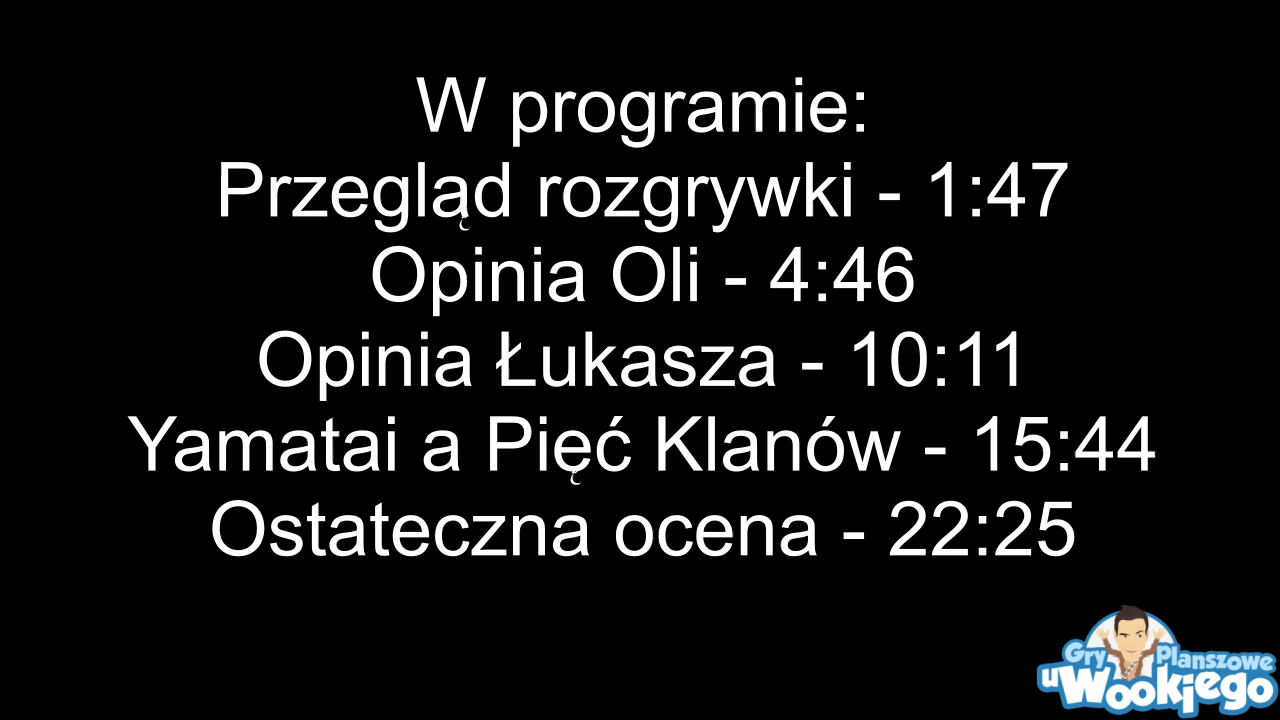 W programie:
Przegląd rozgrywki - 1:47
Opinia Oli - 4:46
Opinia Łukasza - 10:11
Yamatai a Pięć Klanów - 15:44
Ostateczna ocena - 22:25
Gry Planszowe
u Wookiego